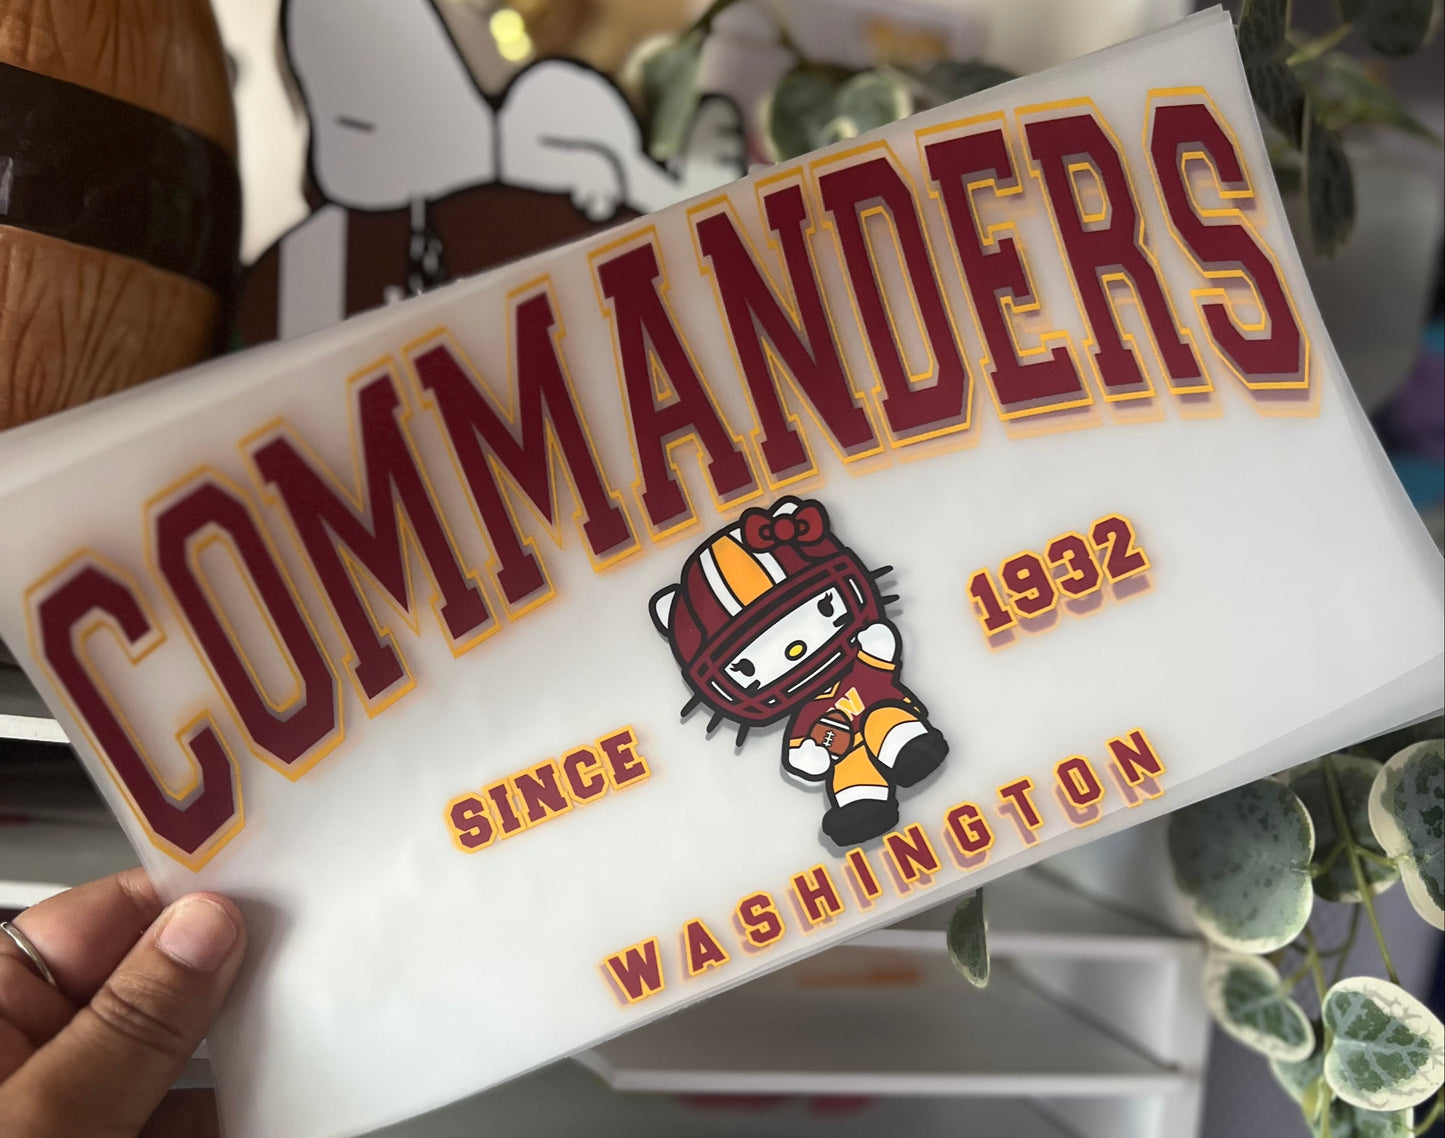 COMMANDERS
SINCE 1932
WASHINGTON
W